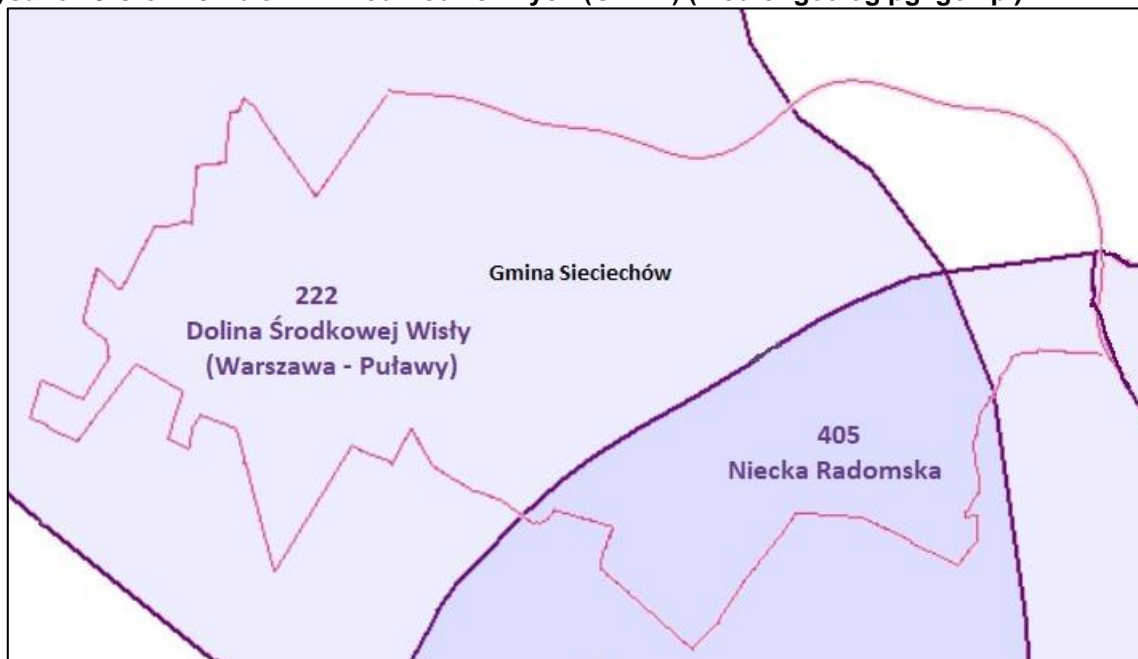 Gmina Sieciechów
222
Dolina Środkowej Wisły
(Warszawa - Puławy)
405
Niecka Radomska